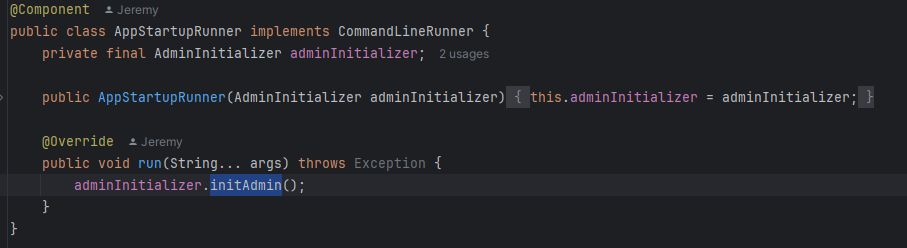 @Component Jeremy
public class AppStartupRunner implements CommandLineRunner {
private final AdminInitializer adminInitializer; 2 usages
public AppStartupRunner(AdminInitializer adminInitializer) { this.adminInitializer = adminInitializer; }
@Override Jeremy
public void run(String... args) throws Exception {
adminInitializer.initAdmin();
}
}